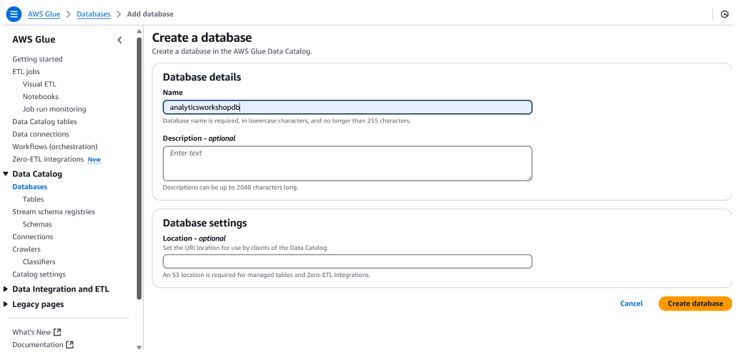 AWS Glue > Databases > Add database
AWS Glue
Getting started
ETL jobs
Visual ETL
Notebooks
Job run monitoring
Data Catalog tables
Data connections
Workflows (orchestration)
Zero-ETL integrations New
Data Catalog
Databases
Tables
Stream schema registries
Schemas
Connections
Crawlers
Classifiers
Catalog settings
Data Integration and ETL
Legacy pages
What's New
Documentation
Create a database
Create a database in the AWS Glue Data Catalog.
Database details
Name
analyticsworkshopdb
Database name is required, in lowercase characters, and no longer than 255 characters.
Description - optional
Enter text
Descriptions can be up to 2048 characters long.
Database settings
Location - optional
Set the URI location for use by clients of the Data Catalog.
An S3 location is required for managed tables and Zero-ETL integrations.
Cancel
Create database